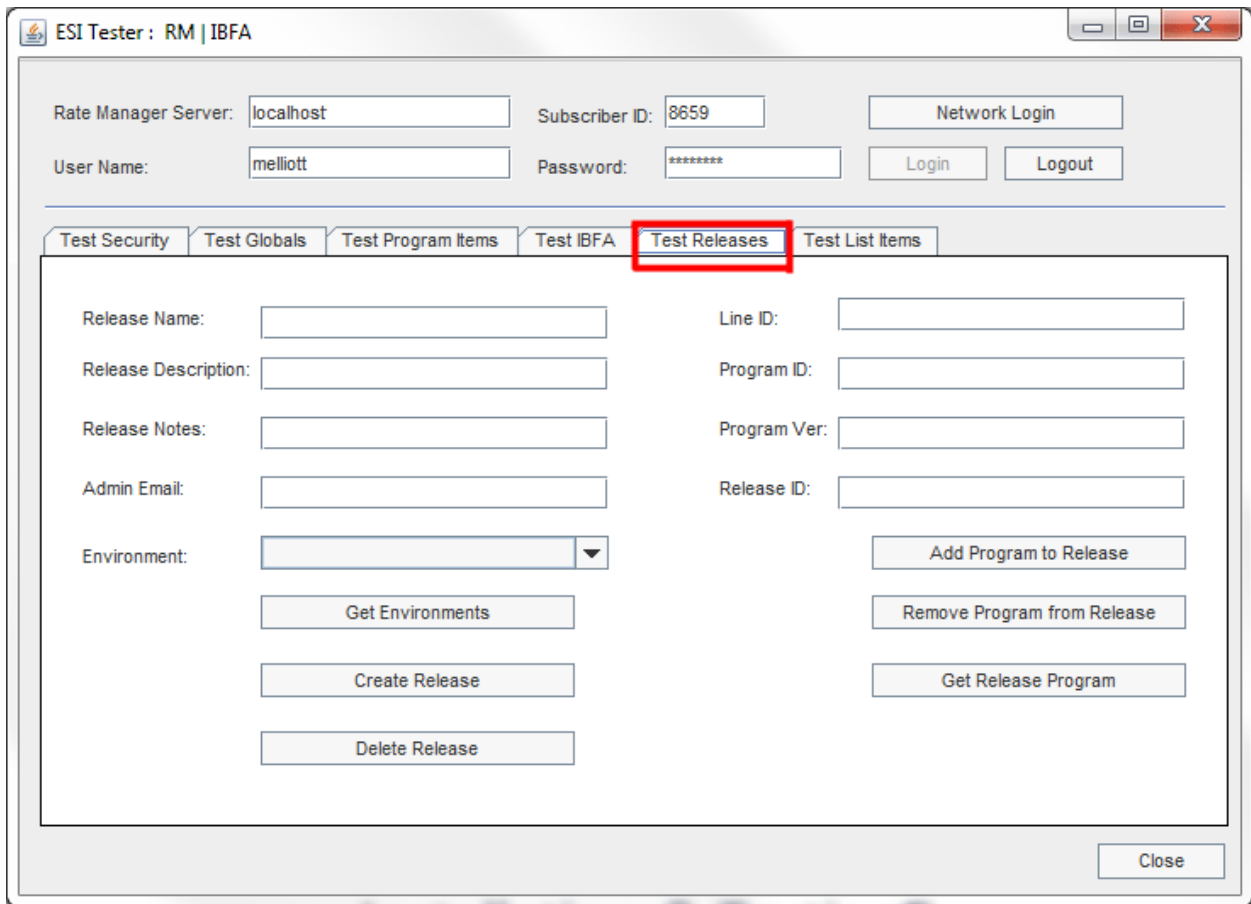 ESI Tester : RM | IBFA
Rate Manager Server: localhost Subscriber ID: 8659 Network Login
User Name: melliott Password: ******** Login Logout
Test Security Test Globals Test Program Items Test IBFA Test Releases Test List Items
Release Name: Line ID:
Release Description: Program ID:
Release Notes: Program Ver:
Admin Email: Release ID:
Environment: Add Program to Release
Get Environments Remove Program from Release
Create Release Get Release Program
Delete Release
Close